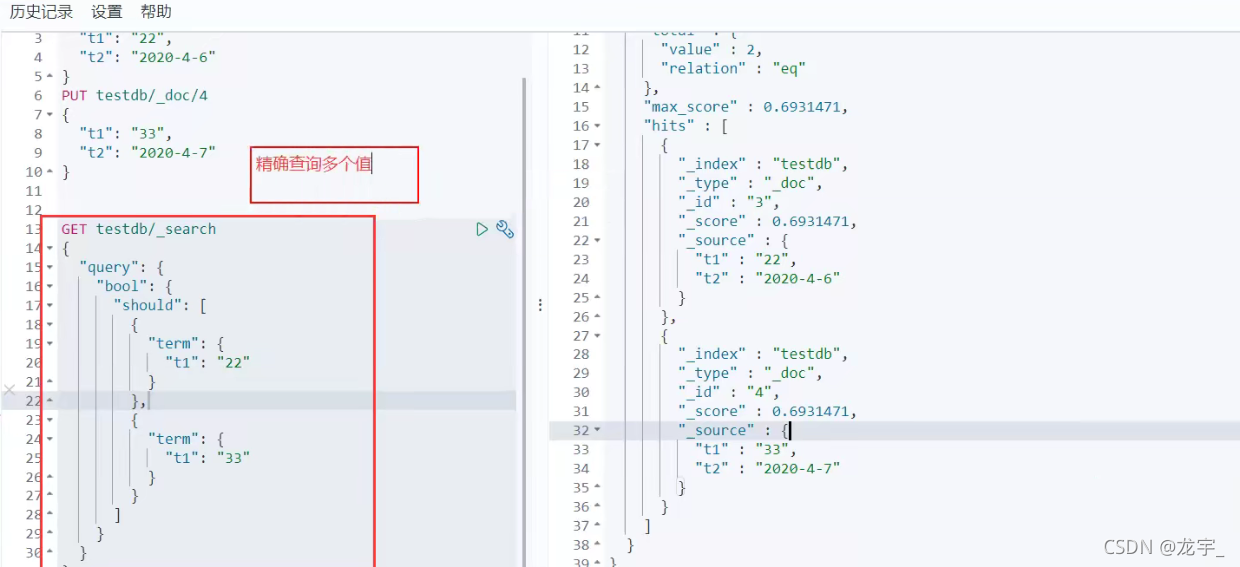 历史记录 设置 帮助
3 "t1": "22",
4 "t2": "2020-4-6"
5 }
6 PUT testdb/_doc/4
7 {
8 "t1": "33",
9 "t2": "2020-4-7"
10 }
11
12
精确查询多个值
13 GET testdb/_search
14 {
15 "query": {
16 "bool": {
17 "should": [
18 {
19 "term": {
20 "t1": "22"
21 }
22 },
23 {
24 "term": {
25 "t1": "33"
26 }
27 }
28 ]
29 }
30 }
11 "total" : {
12 "value" : 2,
13 "relation" : "eq"
14 },
15 "max_score" : 0.6931471,
16 "hits" : [
17 {
18 "_index" : "testdb",
19 "_type" : "_doc",
20 "_id" : "3",
21 "_score" : 0.6931471,
22 "_source" : {
23 "t1" : "22",
24 "t2" : "2020-4-6"
25 }
26 },
27 {
28 "_index" : "testdb",
29 "_type" : "_doc",
30 "_id" : "4",
31 "_score" : 0.6931471,
32 "_source" : {
33 "t1" : "33",
34 "t2" : "2020-4-7"
35 }
36 }
37 ]
38 }
39 }
CSDN @龙宇_